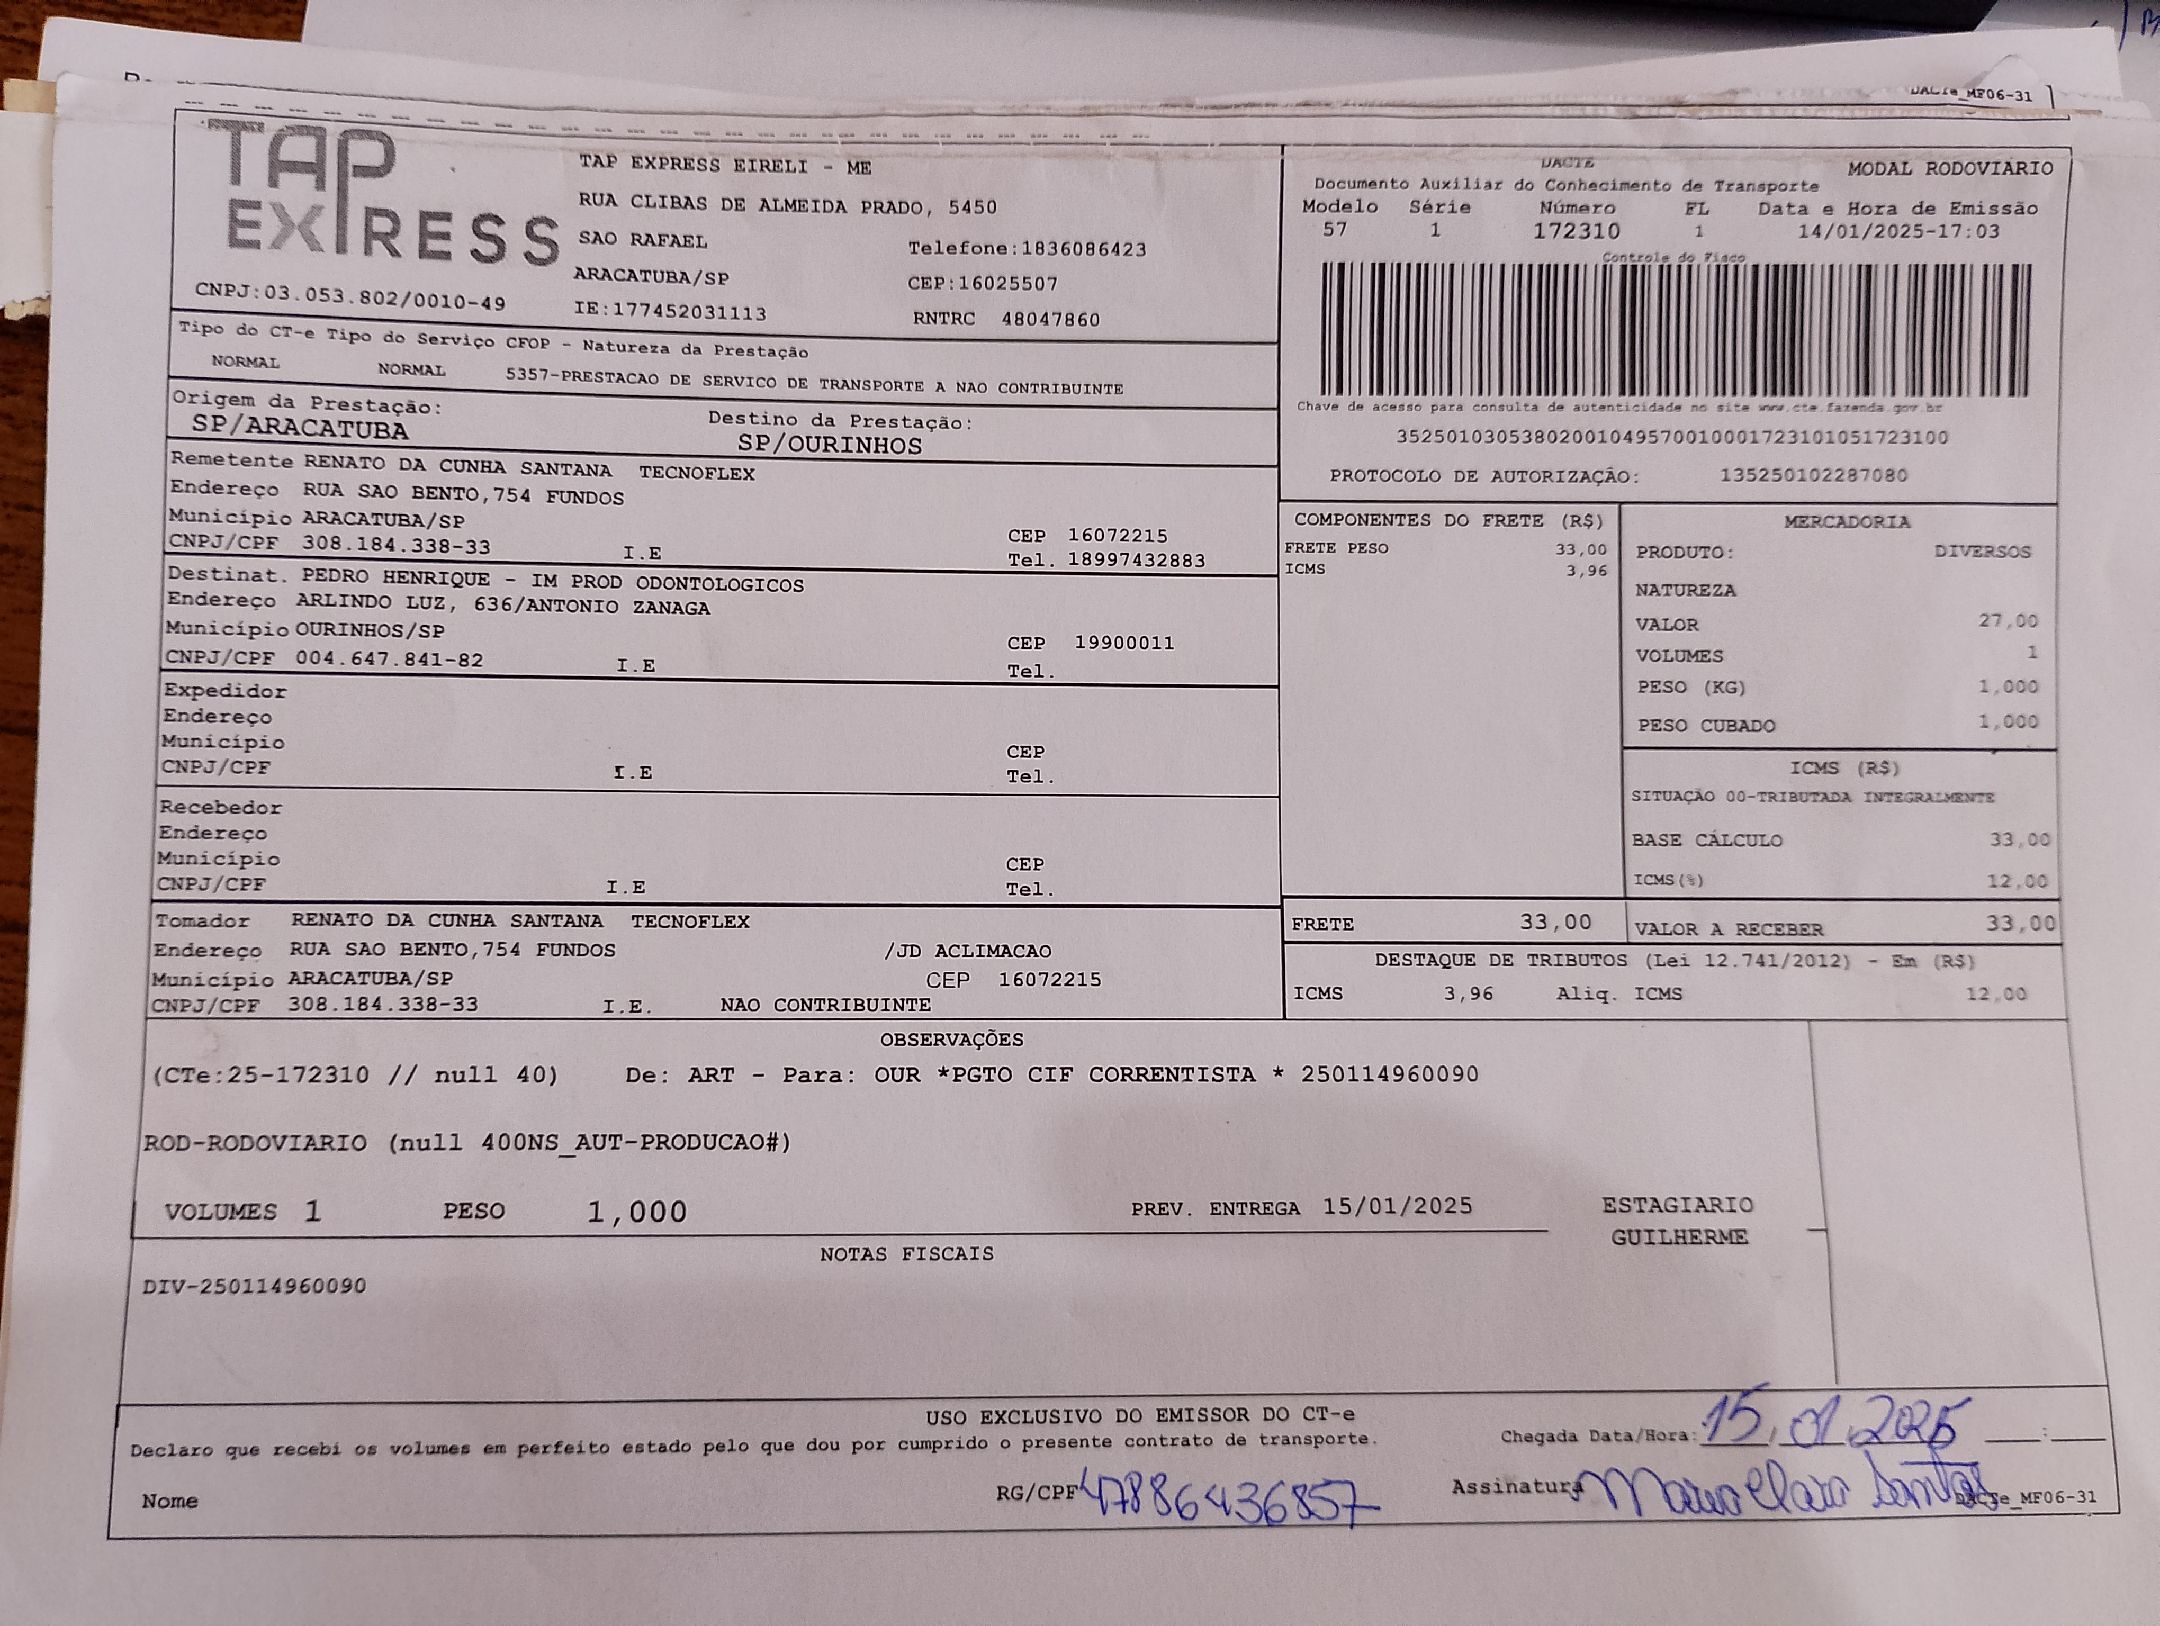 DACTe_MF06-31
TAP EXPRESS
CNPJ:03.053.802/0010-49
TAP EXPRESS EIRELI - ME
RUA CLIBAS DE ALMEIDA PRADO, 5450
SAO RAFAEL Telefone:1836086423
ARACATUBA/SP CEP:16025507
IE:177452031113 RNTRC 48047860
DACTE MODAL RODOVIARIO
Documento Auxiliar do Conhecimento de Transporte
Modelo Série Número FL Data e Hora de Emissão
57 1 172310 1 14/01/2025-17:03
Controle do Fisco
Chave de acesso para consulta de autenticidade no site www.cte.fazenda.gov.br
35250103053802001049570010001723101051723100
PROTOCOLO DE AUTORIZAÇÃO: 135250102287080
Tipo do CT-e Tipo do Serviço CFOP - Natureza da Prestação
NORMAL NORMAL 5357-PRESTACAO DE SERVICO DE TRANSPORTE A NAO CONTRIBUINTE
Origem da Prestação: Destino da Prestação:
SP/ARACATUBA SP/OURINHOS
Remetente RENATO DA CUNHA SANTANA TECNOFLEX
Endereço RUA SAO BENTO,754 FUNDOS
Município ARACATUBA/SP CEP 16072215
CNPJ/CPF 308.184.338-33 I.E Tel. 18997432883
Destinat. PEDRO HENRIQUE - IM PROD ODONTOLOGICOS
Endereço ARLINDO LUZ, 636/ANTONIO ZANAGA
Município OURINHOS/SP CEP 19900011
CNPJ/CPF 004.647.841-82 I.E Tel.
Expedidor
Endereço
Município CEP
CNPJ/CPF I.E Tel.
Recebedor
Endereço
Município CEP
CNPJ/CPF I.E Tel.
Tomador RENATO DA CUNHA SANTANA TECNOFLEX
Endereço RUA SAO BENTO,754 FUNDOS /JD ACLIMACAO
Município ARACATUBA/SP CEP 16072215
CNPJ/CPF 308.184.338-33 I.E. NAO CONTRIBUINTE
COMPONENTES DO FRETE (R$)
FRETE PESO 33,00
ICMS 3,96
MERCADORIA
PRODUTO: DIVERSOS
NATUREZA
VALOR 27,00
VOLUMES 1
PESO (KG) 1,000
PESO CUBADO 1,000
ICMS (R$)
SITUAÇÃO 00-TRIBUTADA INTEGRALMENTE
BASE CÁLCULO 33,00
ICMS(%) 12,00
FRETE 33,00 VALOR A RECEBER 33,00
DESTAQUE DE TRIBUTOS (Lei 12.741/2012) - Em (R$)
ICMS 3,96 Aliq. ICMS 12,00
OBSERVAÇÕES
(CTe:25-172310 // null 40) De: ART - Para: OUR *PGTO CIF CORRENTISTA * 250114960090
ROD-RODOVIARIO (null 400NS_AUT-PRODUCAO#)
VOLUMES 1 PESO 1,000 PREV. ENTREGA 15/01/2025 ESTAGIARIO
GUILHERME
NOTAS FISCAIS
DIV-250114960090
USO EXCLUSIVO DO EMISSOR DO CT-e
Declaro que recebi os volumes em perfeito estado pelo que dou por cumprido o presente contrato de transporte. Chegada Data/Hora: 15,01,2025 :
Nome RG/CPF 47886436857 Assinatura Maria Clara Santos DACTe_MF06-31